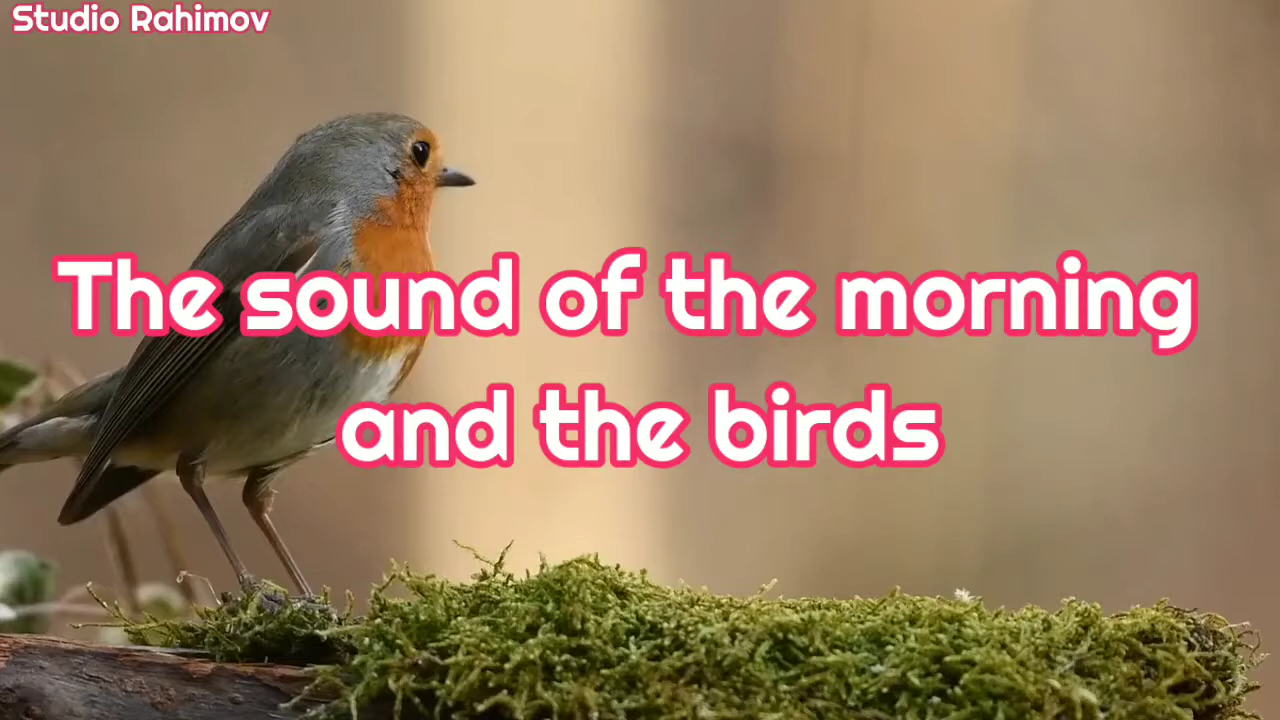 Studio Rahimov
The sound of the morning
and the birds